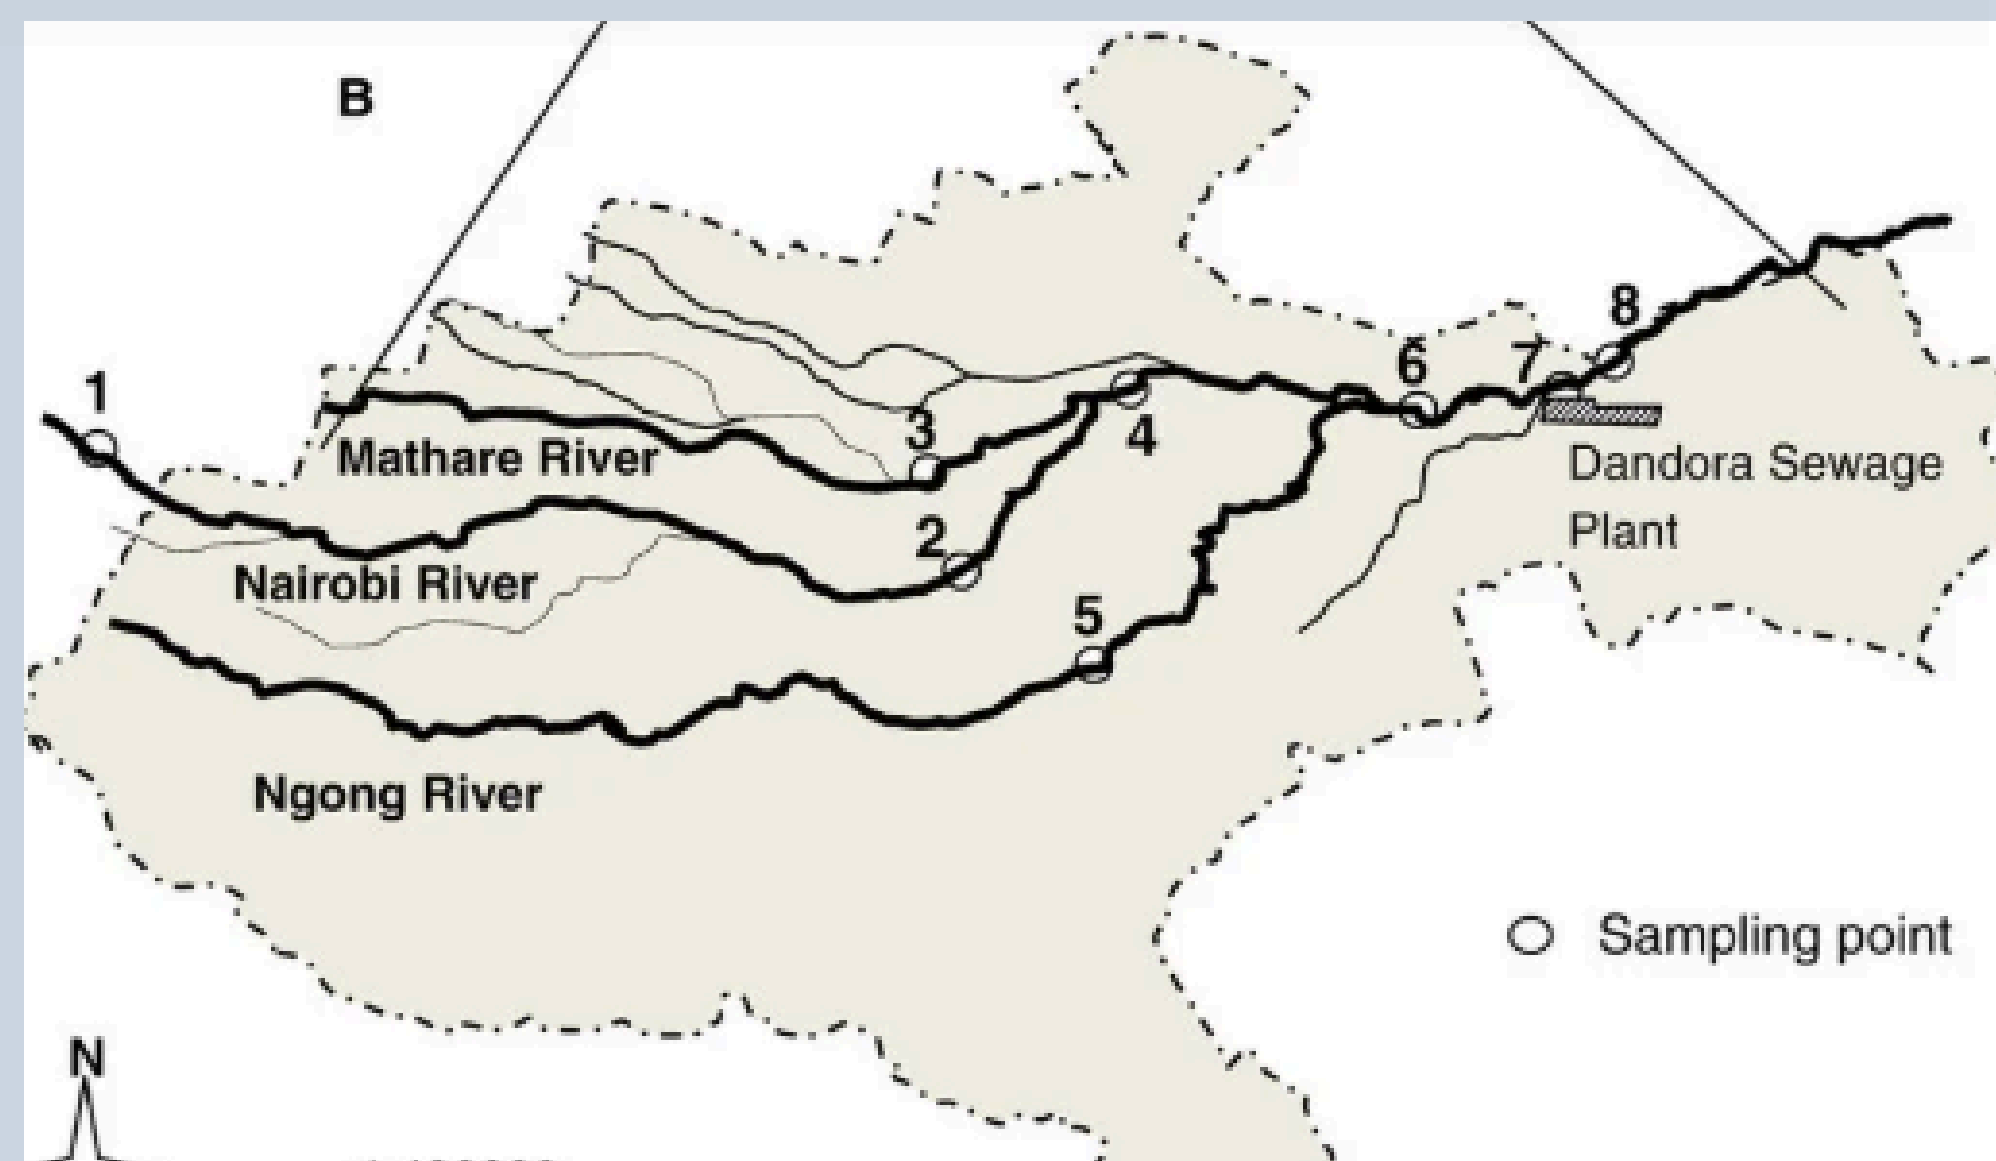 B
8
6
7
1
3
4
Mathare River
Dandora Sewage
Plant
2
Nairobi River
5
Ngong River
Sampling point
N